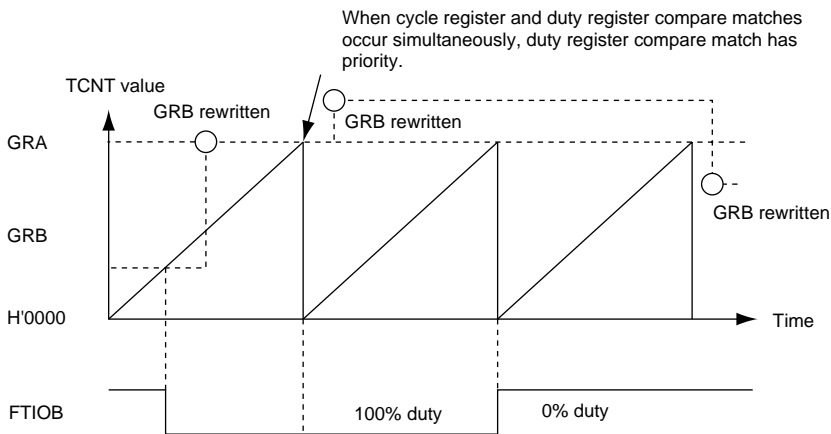 When cycle register and duty register compare matches
occur simultaneously, duty register compare match has
priority.
TCNT value
GRB rewritten
GRB rewritten
GRA
GRB rewritten
GRB
H'0000
Time
FTIOB
100% duty
0% duty